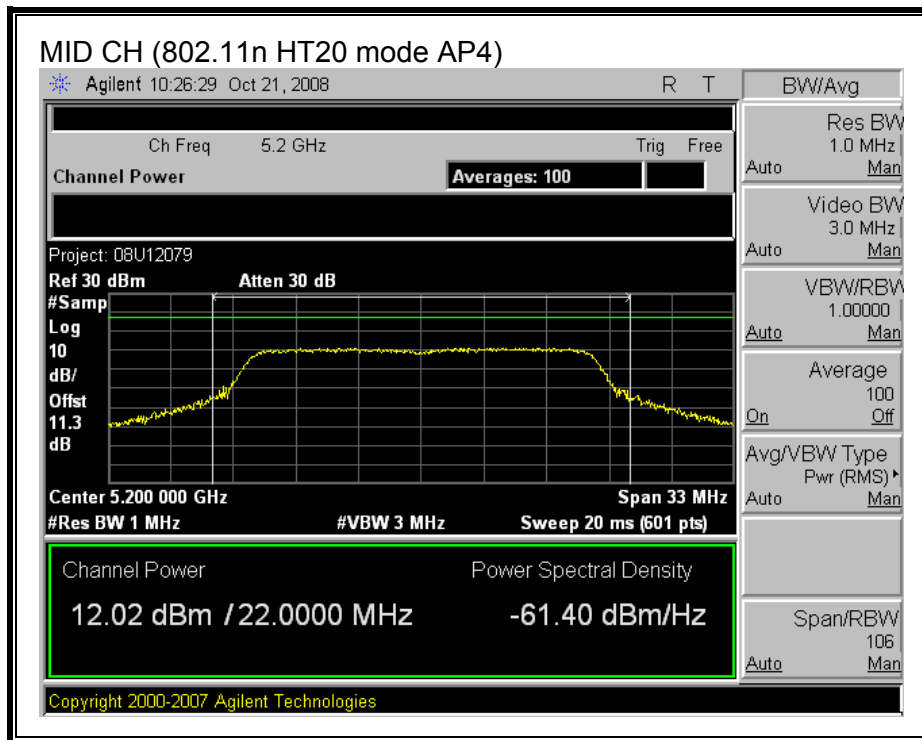 MID CH (802.11n HT20 mode AP4)
Agilent 10:26:29 Oct 21, 2008 R T
Ch Freq 5.2 GHz Trig Free
Channel Power Averages: 100
Project: 08U12079
Ref 30 dBm Atten 30 dB
#Samp
Log
10
dB/
Offst
11.3
dB
Center 5.200 000 GHz Span 33 MHz
#Res BW 1 MHz #VBW 3 MHz Sweep 20 ms (601 pts)
Channel Power Power Spectral Density
12.02 dBm / 22.0000 MHz -61.40 dBm/Hz
Copyright 2000-2007 Agilent Technologies
BW/Avg
Res BW
1.0 MHz
Auto Man
Video BW
3.0 MHz
Auto Man
VBW/RBW
1.00000
Auto Man
Average
100
On Off
Avg/VBW Type
Pwr (RMS)
Auto Man
Span/RBW
106
Auto Man